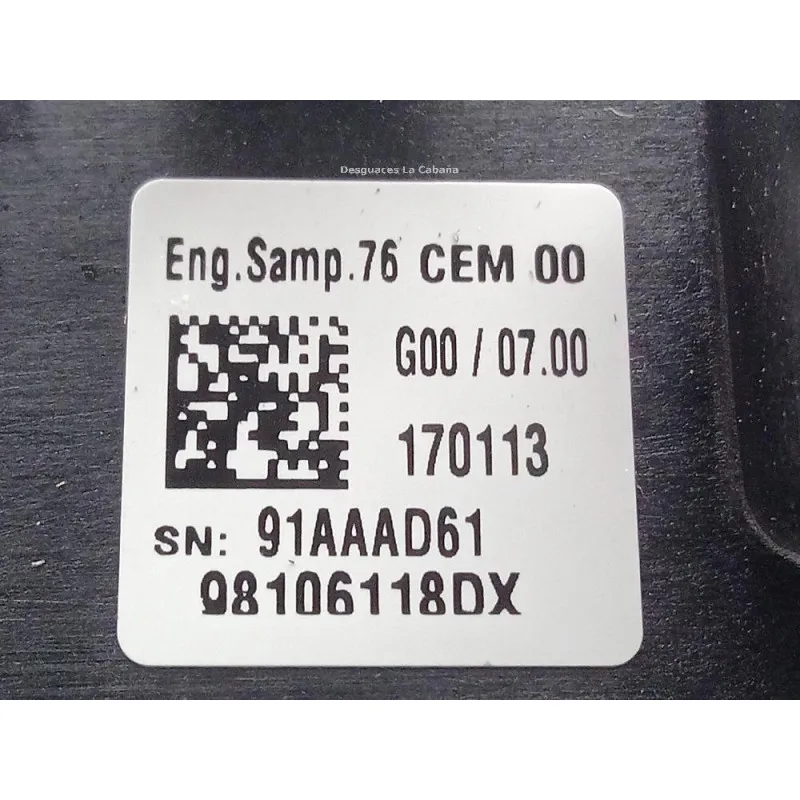 Desguaces La Cabana
Eng.Samp.76 CEM 00
G00 / 07.00
170113
SN: 91AAAD61
98106118DX